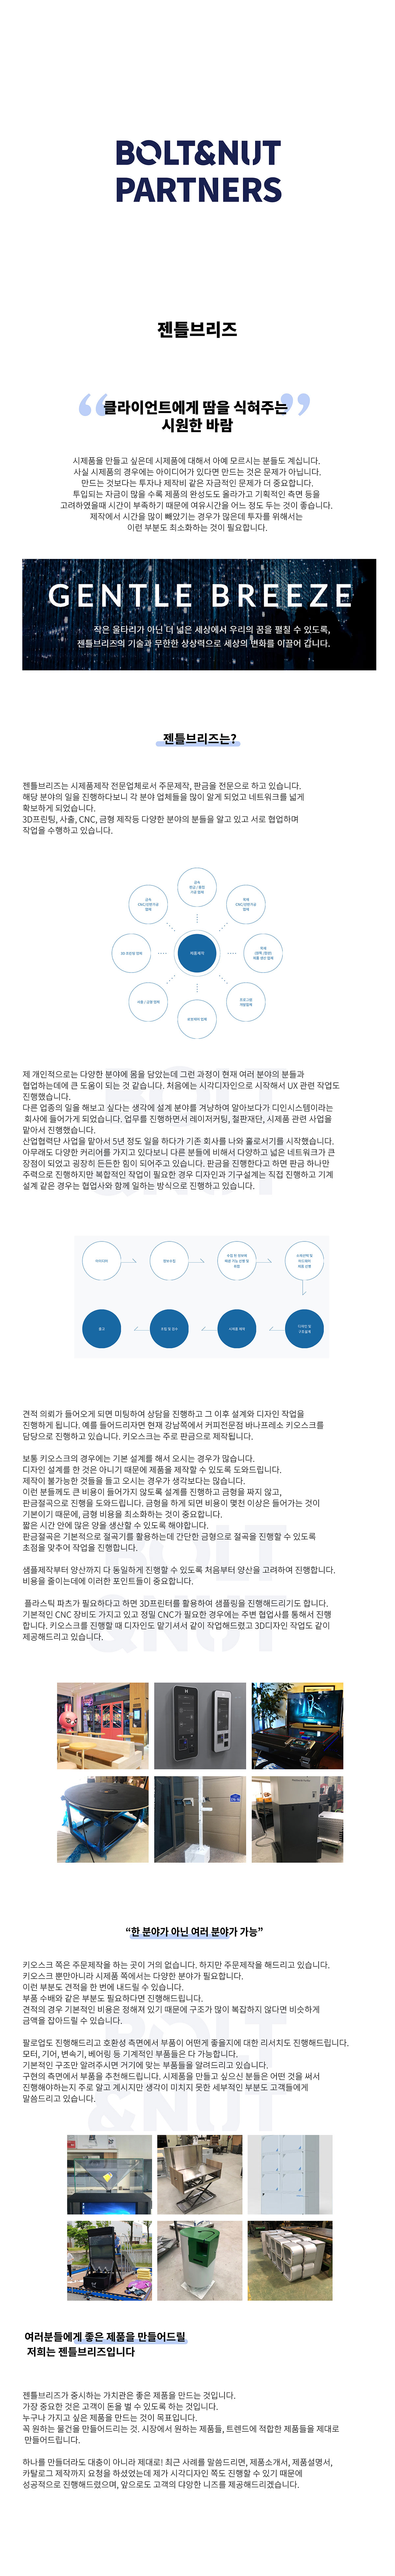 BOLT&NUT
PARTNERS
젠틀브리즈
“클라이언트에게 땀을 식혀주는
시원한 바람”
시제품을 만들고 싶은데 시제품에 대해서 아예 모르시는 분들도 계십니다.
사실 시제품의 경우에는 아이디어가 있다면 만드는 것은 문제가 아닙니다.
만드는 것보다는 투자나 제작비 같은 자금적인 문제가 더 중요합니다.
투입되는 자금이 많을 수록 제품의 완성도도 올라가고 기획적인 측면 등을
고려하였을때 시간이 부족하기 때문에 여유시간을 어느 정도 두는 것이 좋습니다.
제작에서 시간을 많이 빼았기는 경우가 많은데 투자를 위해서는
이런 부분도 최소화하는 것이 필요합니다.
GENTLE BREEZE
작은 울타리가 아닌 더 넓은 세상에서 우리의 꿈을 펼칠 수 있도록,
젠틀브리즈의 기술과 무한한 상상력으로 세상의 변화를 이끌어 갑니다.
젠틀브리즈는?
젠틀브리즈는 시제품제작 전문업체로서 주문제작, 판금을 전문으로 하고 있습니다.
해당 분야의 일을 진행하다보니 각 분야 업체들을 많이 알게 되었고 네트워크를 넓게
확보하게 되었습니다.
3D프린팅, 사출, CNC, 금형 제작등 다양한 분야의 분들을 알고 있고 서로 협업하며
작업을 수행하고 있습니다.
제품제작
제 개인적으로는 다양한 분야에 몸을 담았는데 그런 과정이 현재 여러 분야의 분들과
협업하는데에 큰 도움이 되는 것 같습니다. 처음에는 시각디자인으로 시작해서 UX 관련 작업도
진행했습니다.
다른 업종의 일을 해보고 싶다는 생각에 설계 분야를 겨냥하여 알아보다가 디인시스템이라는
회사에 들어가게 되었습니다. 업무를 진행하면서 레이저커팅, 철판재단, 시제품 관련 사업을
맡아서 진행했습니다.
산업협력단 사업을 맡아서 5년 정도 일을 하다가 기존 회사를 나와 홀로서기를 시작했습니다.
아무래도 다양한 커리어를 가지고 있다보니 다른 분들에 비해서 다양하고 넓은 네트워크가 큰
장점이 되었고 굉장히 든든한 힘이 되어주고 있습니다. 판금을 진행한다고 하면 판금 하나만
주력으로 진행하지만 복합적인 작업이 필요한 경우 디자인과 기구설계는 직접 진행하고 기계
설계 같은 경우는 협업사와 함께 일하는 방식으로 진행하고 있습니다.
견적 의뢰가 들어오게 되면 미팅하여 상담을 진행하고 그 이후 설계와 디자인 작업을
진행하게 됩니다. 예를 들어드리자면 현재 강남쪽에서 커피전문점 바나프레소 키오스크를
담당으로 진행하고 있습니다. 키오스크는 주로 판금으로 제작됩니다.
보통 키오스크의 경우에는 기본 설계를 해서 오시는 경우가 많습니다.
디자인 설계를 한 것은 아니기 때문에 제품을 제작할 수 있도록 도와드립니다.
제작이 불가능한 것들을 들고 오시는 경우가 생각보다는 많습니다.
이런 분들께도 큰 비용이 들어가지 않도록 설계를 진행하고 금형을 짜지 않고,
판금절곡으로 진행을 도와드립니다. 금형을 하게 되면 비용이 몇천 이상은 들어가는 것이
기본이기 때문에, 금형 비용을 최소화하는 것이 중요합니다.
짧은 시간 안에 많은 양을 생산할 수 있도록 해야합니다.
판금절곡은 기본적으로 절곡기를 활용하는데 간단한 금형으로 절곡을 진행할 수 있도록
초점을 맞추어 작업을 진행합니다.
샘플제작부터 양산까지 다 동일하게 진행할 수 있도록 처음부터 양산을 고려하여 진행합니다.
비용을 줄이는데에 이러한 포인트들이 중요합니다.
플라스틱 파츠가 필요하다고 하면 3D프린터를 활용하여 샘플링을 진행해드리기도 합니다.
기본적인 CNC 장비도 가지고 있고 정밀 CNC가 필요한 경우에는 주변 협업사를 통해서 진행
합니다. 키오스크를 진행할 때 디자인도 맡기셔서 같이 작업해드렸고 3D디자인 작업도 같이
제공해드리고 있습니다.
“한 분야가 아닌 여러 분야가 가능”
키오스크 쪽은 주문제작을 하는 곳이 거의 없습니다. 하지만 주문제작을 해드리고 있습니다.
키오스크 뿐만아니라 시제품 쪽에서는 다양한 분야가 필요합니다.
이런 부분도 견적을 한 번에 내드릴 수 있습니다.
부품 수배와 같은 부분도 필요하다면 진행해드립니다.
견적의 경우 기본적인 비용은 정해져 있기 때문에 구조가 많이 복잡하지 않다면 비슷하게
금액을 잡아드릴 수 있습니다.
팔로업도 진행해드리고 호환성 측면에서 부품이 어떤게 좋을지에 대한 리서치도 진행해드립니다.
모터, 기어, 변속기, 베어링 등 기계적인 부품들은 다 가능합니다.
기본적인 구조만 알려주시면 거기에 맞는 부품들을 알려드리고 있습니다.
구현의 측면에서 부품을 추천해드립니다. 시제품을 만들고 싶으신 분들은 어떤 것을 써서
진행해야하는지 주로 알고 계시지만 생각이 미치지 못한 세부적인 부분도 고객들에게
말씀드리고 있습니다.
여러분들에게 좋은 제품을 만들어드릴
저희는 젠틀브리즈입니다
젠틀브리즈가 중시하는 가치관은 좋은 제품을 만드는 것입니다.
가장 중요한 것은 고객이 돈을 벌 수 있도록 하는 것입니다.
누구나 가지고 싶은 제품을 만드는 것이 목표입니다.
꼭 원하는 물건을 만들어드리는 것. 시장에서 원하는 제품들, 트렌드에 적합한 제품들을 제대로
만들어드립니다.
하나를 만들더라도 대충이 아니라 제대로! 최근 사례를 말씀드리면, 제품소개서, 제품설명서,
카탈로그 제작까지 요청을 하셨었는데 제가 시각디자인 쪽도 진행할 수 있기 때문에
성공적으로 진행해드렸으며, 앞으로도 고객의 댜양한 니즈를 제공해드리겠습니다.